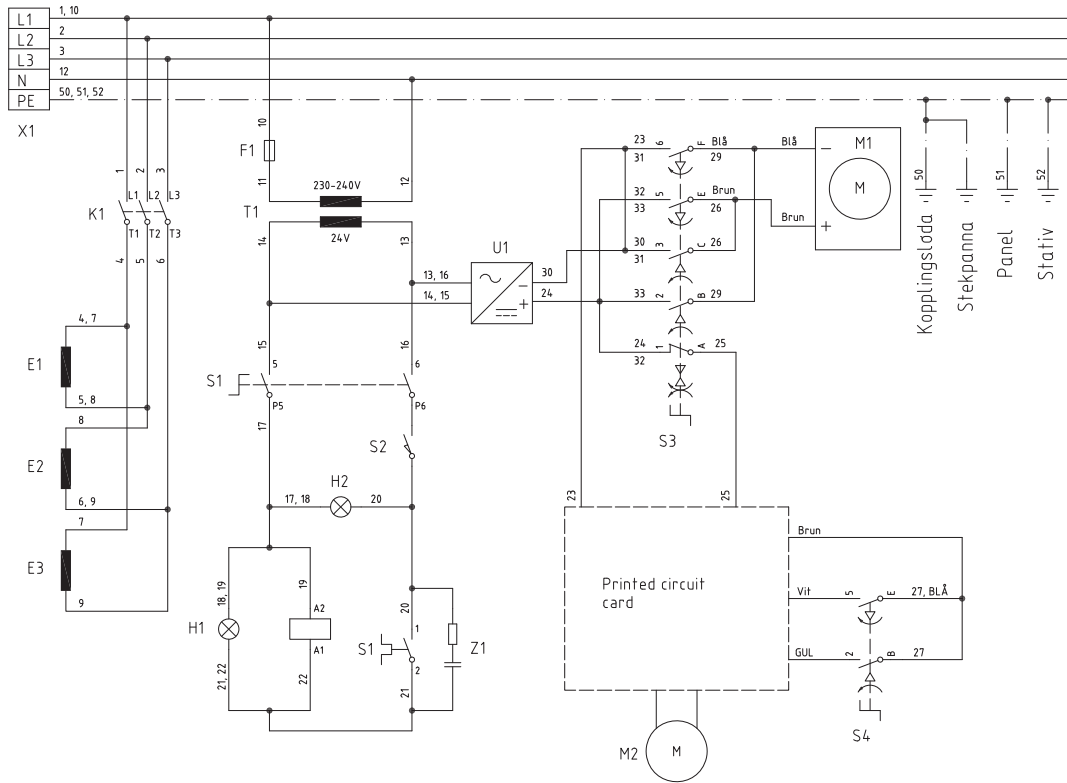 L1 1, 10
L2 2
L3 3
N 12
PE 50, 51, 52
X1
1
2
3
K1
L1
L2
L3
T1
T2
T3
4
5
6
4, 7
E1
5, 8
8
E2
6, 9
7
E3
9
10
F1
11
12
230-240V
T1
24V
14
13
13, 16
14, 15
U1
30
24
15
16
S1
5
6
P5
P6
17
S2
H2
17, 18
20
18, 19
19
H1
A2
A1
21, 22
22
20
S1
1
2
21
Z1
23
31
6
F
Blå
29
Blå
M1
M
32
33
5
E
Brun
26
Brun
30
31
3
C
26
33
2
B
29
24
32
1
A
25
S3
50
51
52
Kopplingslåda
Stekpanna
Panel
Stativ
23
25
Printed circuit
card
Brun
Vit
5
E
27, BLÅ
GUL
2
B
27
S4
M2
M